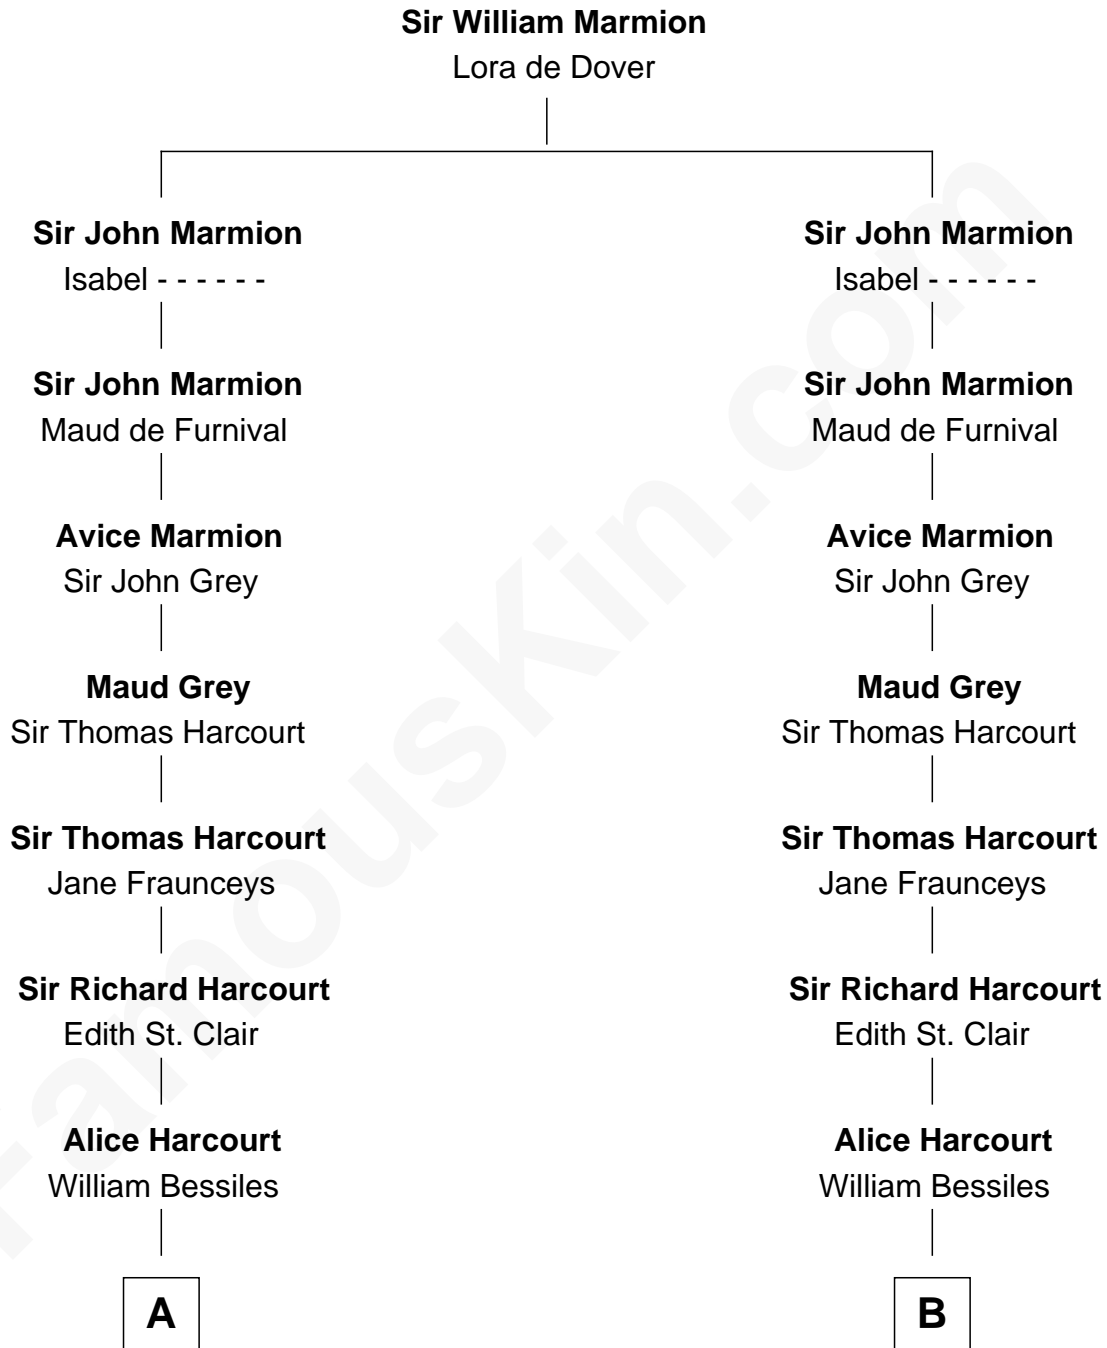 Sir William Marmion
Lora de Dover
Sir John Marmion
Isabel - - - - - -
Sir John Marmion
Maud de Furnival
Avice Marmion
Sir John Grey
Maud Grey
Sir Thomas Harcourt
Sir Thomas Harcourt
Jane Fraunceys
Sir Richard Harcourt
Edith St. Clair
Alice Harcourt
William Bessiles
A
Sir John Marmion
Isabel - - - - - -
Sir John Marmion
Maud de Furnival
Avice Marmion
Sir John Grey
Maud Grey
Sir Thomas Harcourt
Sir Thomas Harcourt
Jane Fraunceys
Sir Richard Harcourt
Edith St. Clair
Alice Harcourt
William Bessiles
B
FamousKin.com